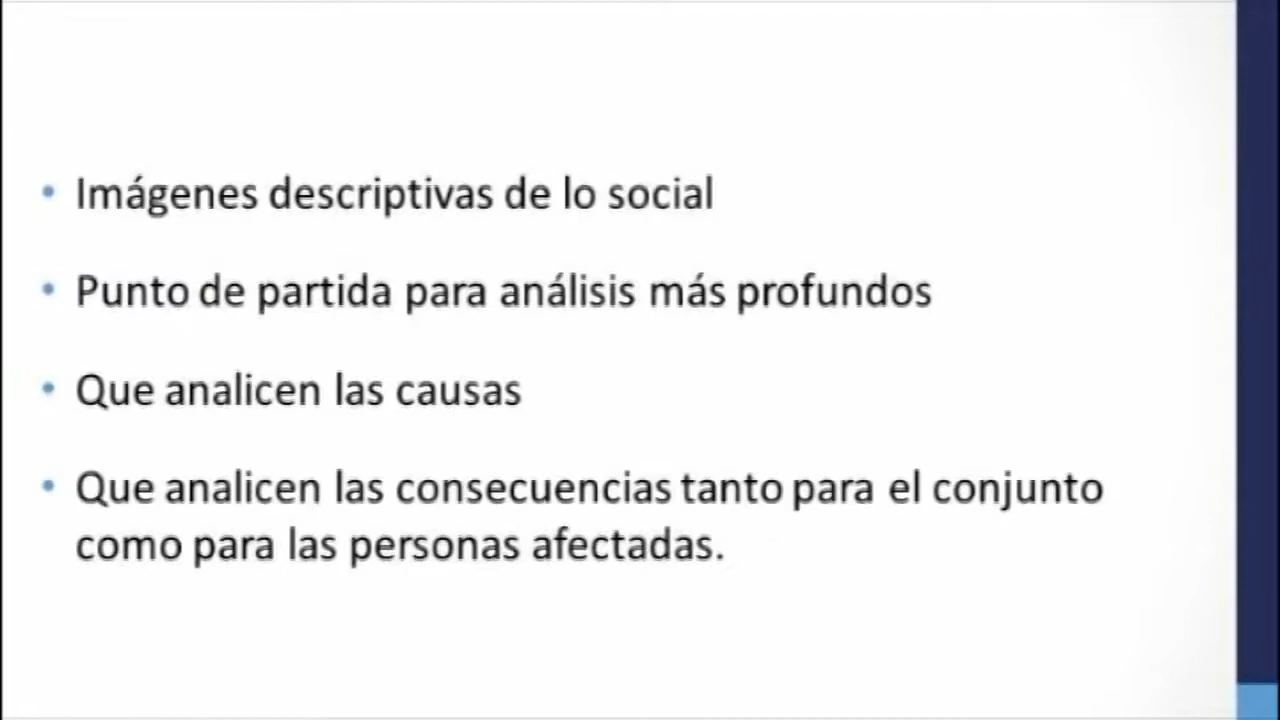 • Imágenes descriptivas de lo social
• Punto de partida para análisis más profundos
• Que analicen las causas
• Que analicen las consecuencias tanto para el conjunto
como para las personas afectadas.